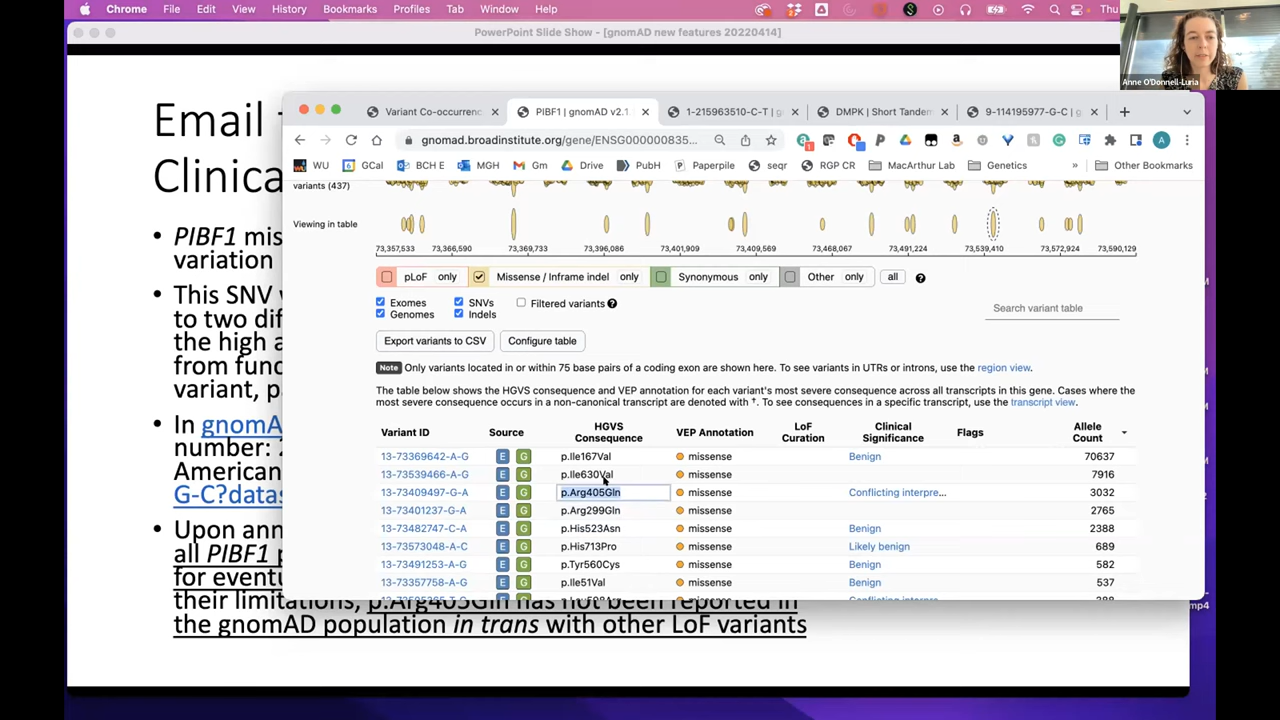 Chrome File Edit View History Bookmarks Profiles Tab Window Help Thu
PowerPoint Slide Show - [gnomAD new features 20220414]
Anne O'Donnell-Luria
Email
Clinica
• PIBF1 mis
variation
• This SNV
to two dif
the high a
from func
variant, p
• In gnomA
number: 2
American
G-C?datas
• Upon ann
all PIBF1 p
for eventu
their limitations, p.Arg405Gln has not been reported in
the gnomAD population in trans with other LoF variants
Variant Co-occurrenc × PIBF1 | gnomAD v2.1 × 1-215963510-C-T | g × DMPK | Short Tandem × 9-114195977-G-C | g × +
gnomad.broadinstitute.org/gene/ENSG000000835...
WU GCal BCH E MGH Gm Drive PubH Paperpile seqr RGP CR MacArthur Lab Genetics » Other Bookmarks
variants (437)
Viewing in table
73,357,533 73,366,590 73,369,733 73,396,086 73,401,909 73,409,569 73,468,067 73,491,224 73,539,410 73,572,924 73,590,129
pLoF only Missense / Inframe indel only Synonymous only Other only all ?
Exomes SNVs Filtered variants ?
Genomes Indels
Search variant table
Export variants to CSV Configure table
Note Only variants located in or within 75 base pairs of a coding exon are shown here. To see variants in UTRs or introns, use the region view.
The table below shows the HGVS consequence and VEP annotation for each variant's most severe consequence across all transcripts in this gene. Cases where the
most severe consequence occurs in a non-canonical transcript are denoted with †. To see consequences in a specific transcript, use the transcript view.
Variant ID Source HGVS Consequence VEP Annotation LoF Curation Clinical Significance Flags Allele Count
13-73369642-A-G E G p.Ile167Val missense Benign 70637
13-73539466-A-G E G p.Ile630Val missense 7916
13-73409497-G-A E G p.Arg405Gln missense Conflicting interpre... 3032
13-73401237-G-A E G p.Arg299Gln missense 2765
13-73482747-C-A E G p.His523Asn missense Benign 2388
13-73573048-A-C E G p.His713Pro missense Likely benign 689
13-73491253-A-G E G p.Tyr560Cys missense Benign 582
13-73357758-A-G E G p.Ile51Val missense Benign 537
mp4